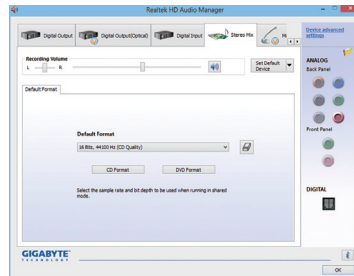 Realtek HD Audio Manager
Digital Output
Digital Output(Optical)
Digital Input
Stereo Mix
Device advanced
settings
Recording Volume
L
R
Set Default
Device
ANALOG
Back Panel
Default Format
Default Format
16 Bits, 44100 Hz (CD Quality)
CD Format
DVD Format
Select the sample rate and bit depth to be used when running in shared
mode.
Front Panel
DIGITAL
GIGABYTE
TECHNOLOGY
OK